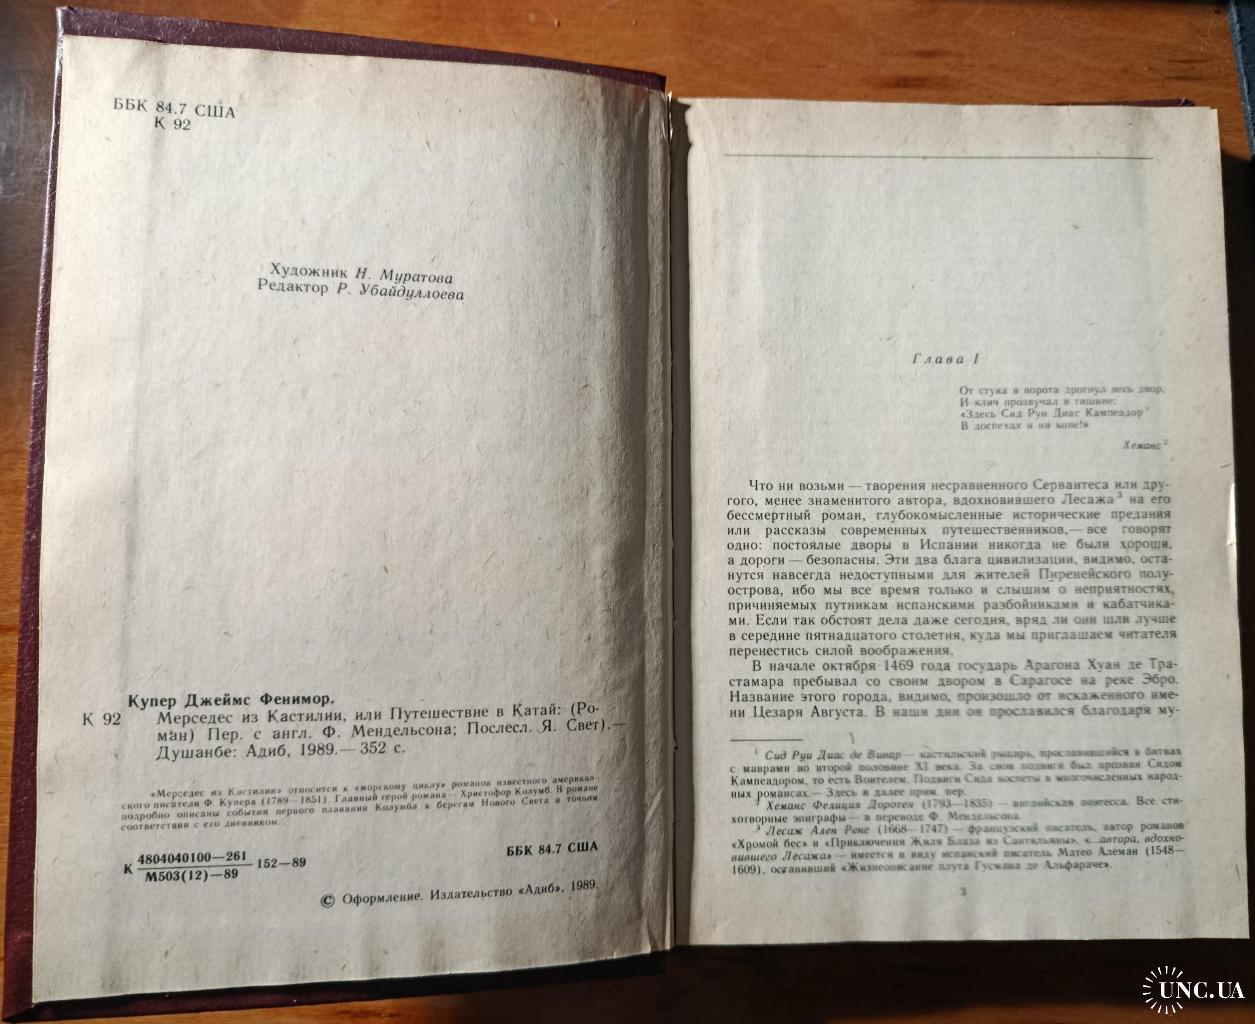 ББК 84.7 США
К 92
Художник Н. Муратова
Редактор Р. Убайдуллоева
Купер Джеймс Фенимор.
К 92 Мерседес из Кастилии, или Путешествие в Катай: (Ро-
ман) Пер. с англ. Ф. Мендельсона; Послесл. Я. Свет).—
Душанбе: Адиб, 1989.— 352 с.
«Мерседес из Кастилии» относится к «морскому циклу» романов известного американ-
ского писателя Ф. Купера (1789—1851). Главный герой романа — Христофор Колумб. В романе
подробно описаны события первого плавания Колумба к берегам Нового Света в точном
соответствии с его дневником.
К 4804040100—261 152—89
М503(12)—89
ББК 84.7 США
© Оформление. Издательство «Адиб», 1989.
Глава I
От стука в ворота дрогнул весь двор,
И клич прозвучал в тишине:
«Здесь Сид Руи Диас Кампеадор¹
В доспехах и на коне!»
Хеманс²
Что ни возьми — творения несравненного Сервантеса или дру-
гого, менее знаменитого автора, вдохновившего Лесажа³ на его
бессмертный роман, глубокомысленные исторические предания
или рассказы современных путешественников,— все говорят
одно: постоялые дворы в Испании никогда не были хороши,
а дороги — безопасны. Эти два блага цивилизации, видимо, оста-
нутся навсегда недоступными для жителей Пиренейского полу-
острова, ибо мы все время только и слышим о неприятностях,
причиняемых путникам испанскими разбойниками и кабатчика-
ми. Если так обстоят дела даже сегодня, вряд ли они шли лучше
в середине пятнадцатого столетия, куда мы приглашаем читателя
перенестись силой воображения.
В начале октября 1469 года государь Арагона Хуан де Тра-
стамара пребывал со своим двором в Сарагосе на реке Эбро.
Название этого города, видимо, произошло от искаженного име-
ни Цезаря Августа. В наши дни он прославился благодаря му-
¹ Сид Руи Диас де Вивар — кастильский рыцарь, прославившийся в битвах
с маврами во второй половине XI века. За свои подвиги был прозван Сидом
Кампеадором, то есть Воителем. Подвиги Сида воспеты в многочисленных народ-
ных романсах.— Здесь и далее прим. пер.
² Хеманс Фелиция Доротея (1793—1835) — английская поэтесса. Все сти-
хотворные эпиграфы — в переводе Ф. Мендельсона.
³ Лесаж Ален Рене (1668—1747) — французский писатель, автор романов
«Хромой бес» и «Приключения Жиля Блаза из Сантильяны», «...автора, вдохно-
вившего Лесажа» — имеется в виду испанский писатель Матео Алеман (1548—
1609), оставивший «Жизнеописание плута Гусмана де Альфараче».
3
UNC.UA